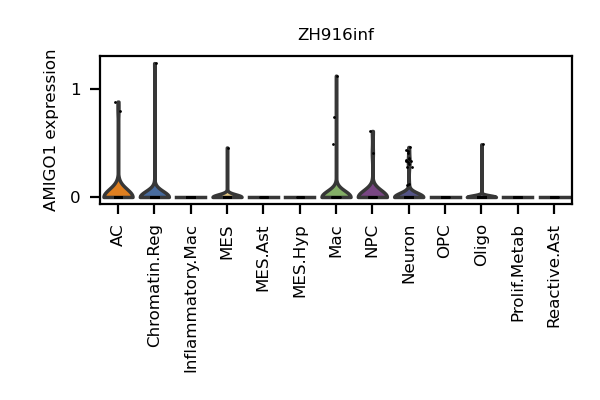 ZH916inf
AMIGO1 expression
1
0
AC
Chromatin.Reg
Inflammatory.Mac
MES
MES.Ast
MES.Hyp
Mac
NPC
Neuron
OPC
Oligo
Prolif.Metab
Reactive.Ast